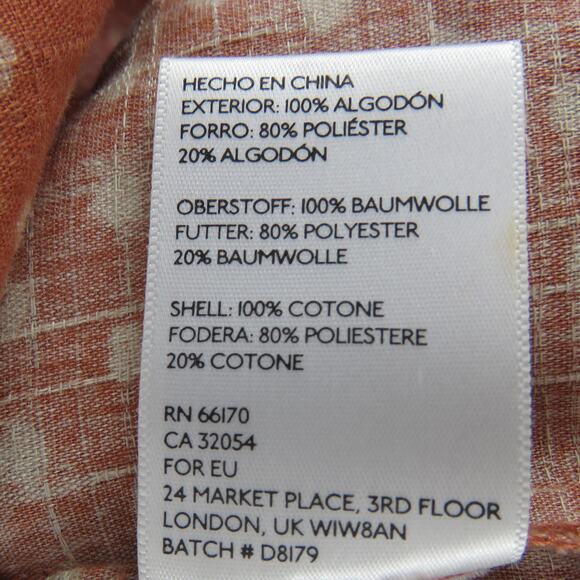 HECHO EN CHINA
EXTERIOR: 100% ALGODÓN
FORRO: 80% POLIÉSTER
20% ALGODÓN
OBERSTOFF: 100% BAUMWOLLE
FUTTER: 80% POLYESTER
20% BAUMWOLLE
SHELL: 100% COTONE
FODERA: 80% POLIESTERE
20% COTONE
RN 66170
CA 32054
FOR EU
24 MARKET PLACE, 3RD FLOOR
LONDON, UK W1W8AN
BATCH # D8179